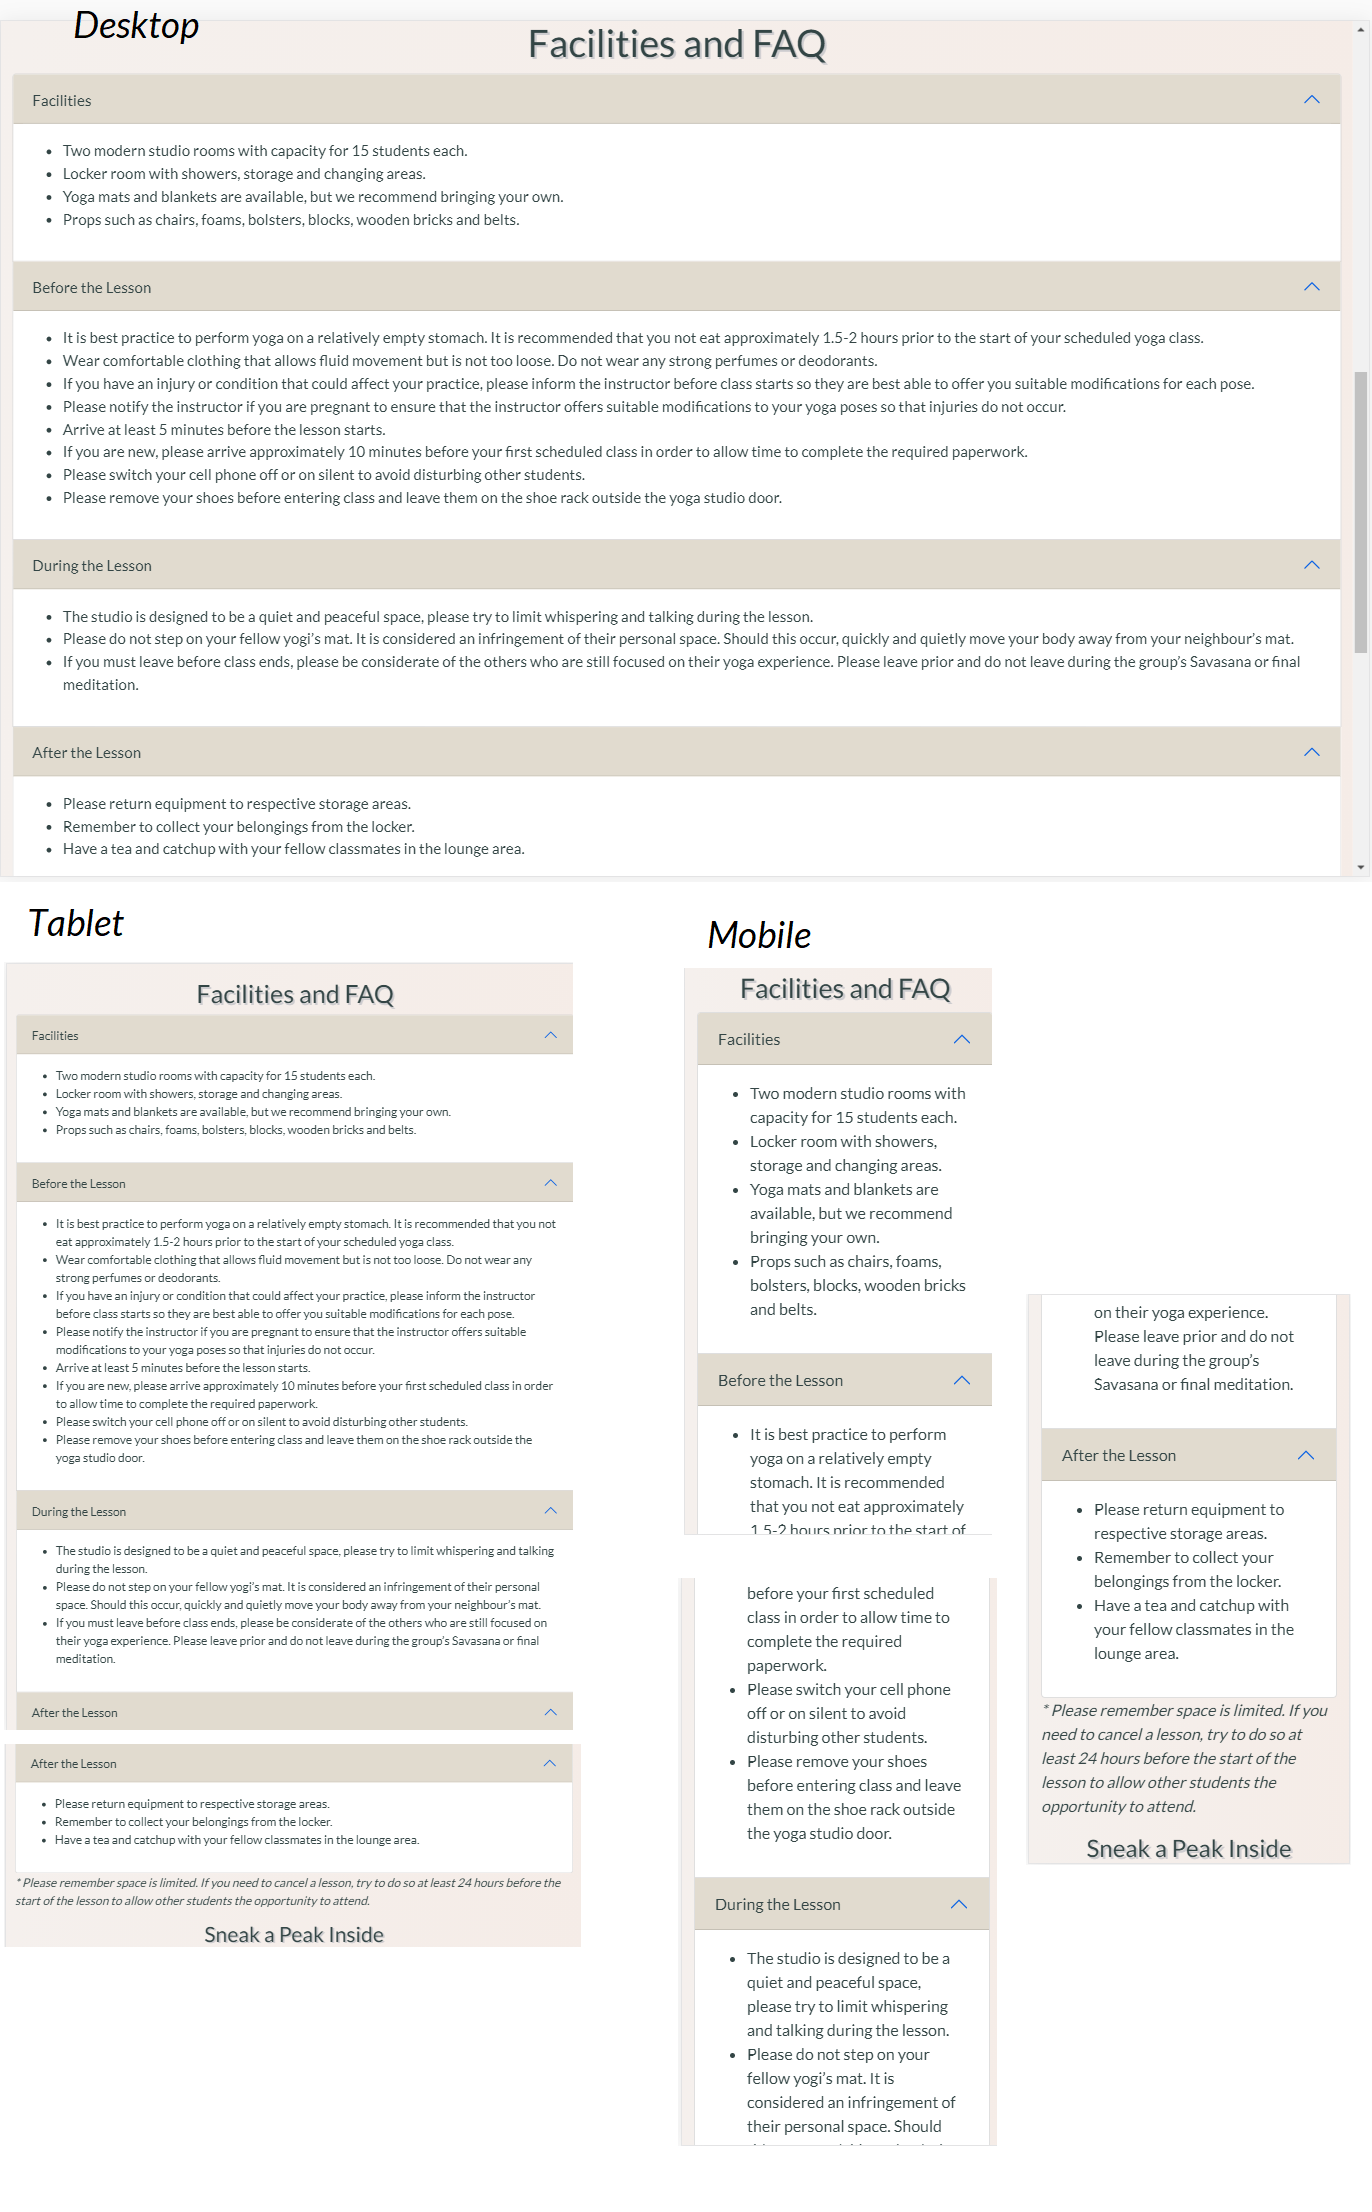 Desktop
Facilities and FAQ
Facilities
• Two modern studio rooms with capacity for 15 students each.
• Locker room with showers, storage and changing areas.
• Yoga mats and blankets are available, but we recommend bringing your own.
• Props such as chairs, foams, bolsters, blocks, wooden bricks and belts.
Before the Lesson
• It is best practice to perform yoga on a relatively empty stomach. It is recommended that you not eat approximately 1.5-2 hours prior to the start of your scheduled yoga class.
• Wear comfortable clothing that allows fluid movement but is not too loose. Do not wear any strong perfumes or deodorants.
• If you have an injury or condition that could affect your practice, please inform the instructor before class starts so they are best able to offer you suitable modifications for each pose.
• Please notify the instructor if you are pregnant to ensure that the instructor offers suitable modifications to your yoga poses so that injuries do not occur.
• Arrive at least 5 minutes before the lesson starts.
• If you are new, please arrive approximately 10 minutes before your first scheduled class in order to allow time to complete the required paperwork.
• Please switch your cell phone off or on silent to avoid disturbing other students.
• Please remove your shoes before entering class and leave them on the shoe rack outside the yoga studio door.
During the Lesson
• The studio is designed to be a quiet and peaceful space, please try to limit whispering and talking during the lesson.
• Please do not step on your fellow yogi's mat. It is considered an infringement of their personal space. Should this occur, quickly and quietly move your body away from your neighbour's mat.
• If you must leave before class ends, please be considerate of the others who are still focused on their yoga experience. Please leave prior and do not leave during the group's Savasana or final
meditation.
After the Lesson
• Please return equipment to respective storage areas.
• Remember to collect your belongings from the locker.
• Have a tea and catchup with your fellow classmates in the lounge area.
Tablet
Facilities and FAQ
Facilities
• Two modern studio rooms with capacity for 15 students each.
• Locker room with showers, storage and changing areas.
• Yoga mats and blankets are available, but we recommend bringing your own.
• Props such as chairs, foams, bolsters, blocks, wooden bricks and belts.
Before the Lesson
• It is best practice to perform yoga on a relatively empty stomach. It is recommended that you not
eat approximately 1.5-2 hours prior to the start of your scheduled yoga class.
• Wear comfortable clothing that allows fluid movement but is not too loose. Do not wear any
strong perfumes or deodorants.
• If you have an injury or condition that could affect your practice, please inform the instructor
before class starts so they are best able to offer you suitable modifications for each pose.
• Please notify the instructor if you are pregnant to ensure that the instructor offers suitable
modifications to your yoga poses so that injuries do not occur.
• Arrive at least 5 minutes before the lesson starts.
• If you are new, please arrive approximately 10 minutes before your first scheduled class in order
to allow time to complete the required paperwork.
• Please switch your cell phone off or on silent to avoid disturbing other students.
• Please remove your shoes before entering class and leave them on the shoe rack outside the
yoga studio door.
During the Lesson
• The studio is designed to be a quiet and peaceful space, please try to limit whispering and talking
during the lesson.
• Please do not step on your fellow yogi's mat. It is considered an infringement of their personal
space. Should this occur, quickly and quietly move your body away from your neighbour's mat.
• If you must leave before class ends, please be considerate of the others who are still focused on
their yoga experience. Please leave prior and do not leave during the group's Savasana or final
meditation.
After the Lesson
After the Lesson
• Please return equipment to respective storage areas.
• Remember to collect your belongings from the locker.
• Have a tea and catchup with your fellow classmates in the lounge area.
* Please remember space is limited. If you need to cancel a lesson, try to do so at least 24 hours before the
start of the lesson to allow other students the opportunity to attend.
Sneak a Peak Inside
Mobile
Facilities and FAQ
Facilities
• Two modern studio rooms with
capacity for 15 students each.
• Locker room with showers,
storage and changing areas.
• Yoga mats and blankets are
available, but we recommend
bringing your own.
• Props such as chairs, foams,
bolsters, blocks, wooden bricks
and belts.
Before the Lesson
• It is best practice to perform
yoga on a relatively empty
stomach. It is recommended
that you not eat approximately
1.5-2 hours prior to the start of
before your first scheduled
class in order to allow time to
complete the required
paperwork.
• Please switch your cell phone
off or on silent to avoid
disturbing other students.
• Please remove your shoes
before entering class and leave
them on the shoe rack outside
the yoga studio door.
During the Lesson
• The studio is designed to be a
quiet and peaceful space,
please try to limit whispering
and talking during the lesson.
• Please do not step on your
fellow yogi's mat. It is
considered an infringement of
their personal space. Should
on their yoga experience.
Please leave prior and do not
leave during the group's
Savasana or final meditation.
After the Lesson
• Please return equipment to
respective storage areas.
• Remember to collect your
belongings from the locker.
• Have a tea and catchup with
your fellow classmates in the
lounge area.
* Please remember space is limited. If you
need to cancel a lesson, try to do so at
least 24 hours before the start of the
lesson to allow other students the
opportunity to attend.
Sneak a Peak Inside